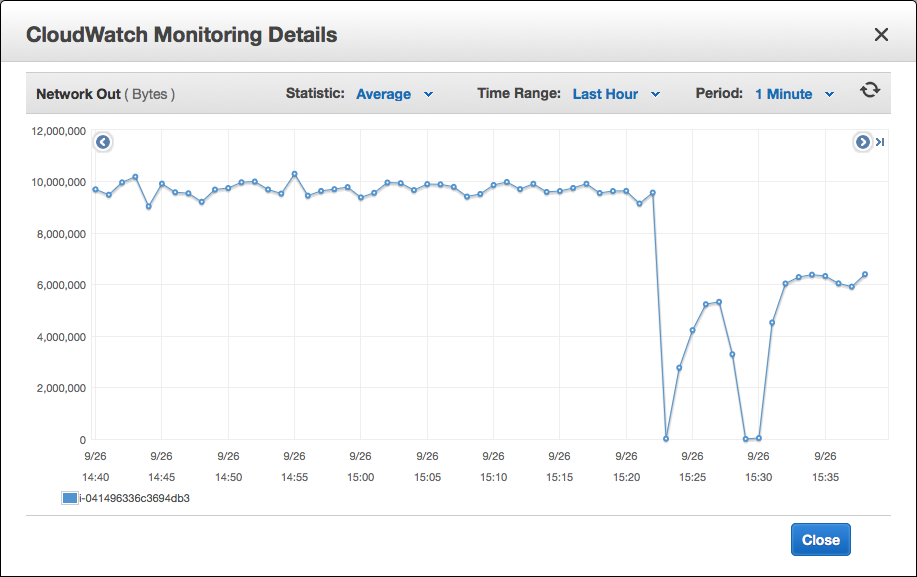 CloudWatch Monitoring Details
Network Out ( Bytes ) Statistic: Average Time Range: Last Hour Period: 1 Minute
12,000,000
10,000,000
8,000,000
6,000,000
4,000,000
2,000,000
0
9/26 9/26 9/26 9/26 9/26 9/26 9/26 9/26 9/26 9/26 9/26 9/26
14:40 14:45 14:50 14:55 15:00 15:05 15:10 15:15 15:20 15:25 15:30 15:35
i-041496336c3694db3
Close